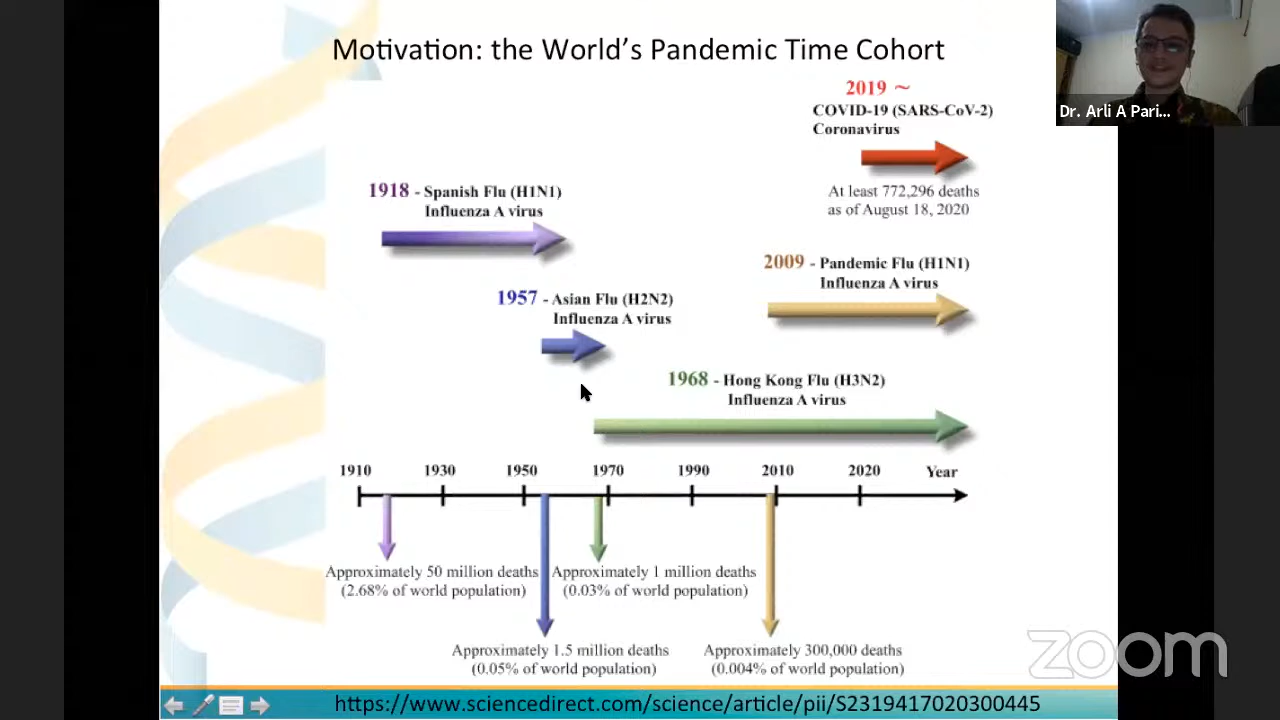 Motivation: the World's Pandemic Time Cohort
Dr. Arli A Pari...
2019 ~
COVID-19 (SARS-CoV-2)
Coronavirus
At least 772,296 deaths
as of August 18, 2020
1918 - Spanish Flu (H1N1)
Influenza A virus
2009 - Pandemic Flu (H1N1)
Influenza A virus
1957 - Asian Flu (H2N2)
Influenza A virus
1968 - Hong Kong Flu (H3N2)
Influenza A virus
1910 1930 1950 1970 1990 2010 2020 Year
Approximately 50 million deaths
(2.68% of world population)
Approximately 1 million deaths
(0.03% of world population)
Approximately 1.5 million deaths
(0.05% of world population)
Approximately 300,000 deaths
(0.004% of world population)
zoom
https://www.sciencedirect.com/science/article/pii/S2319417020300445